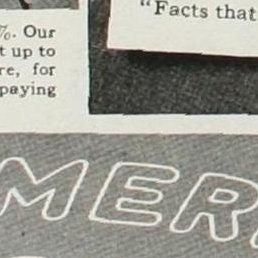 %. Our
t up to
re, for
paying
"Facts that
MER